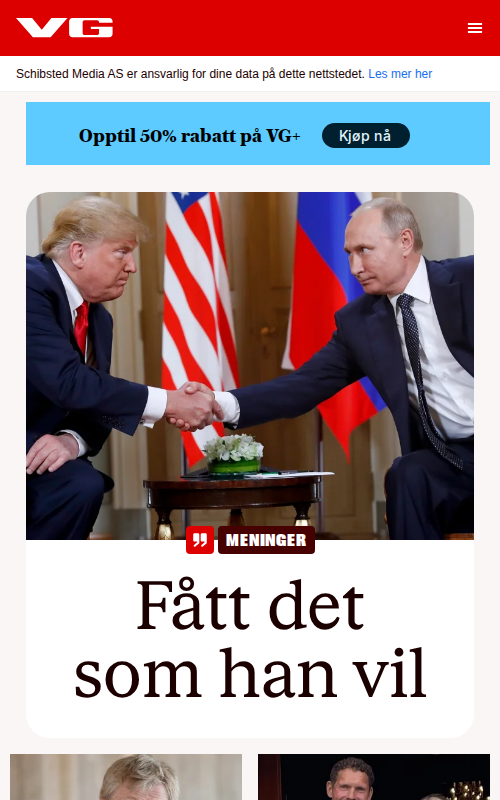 VG
Schibsted Media AS er ansvarlig for dine data på dette nettstedet. Les mer her
Opptil 50% rabatt på VG+ Kjøp nå
MENINGER
Fått det
som han vil